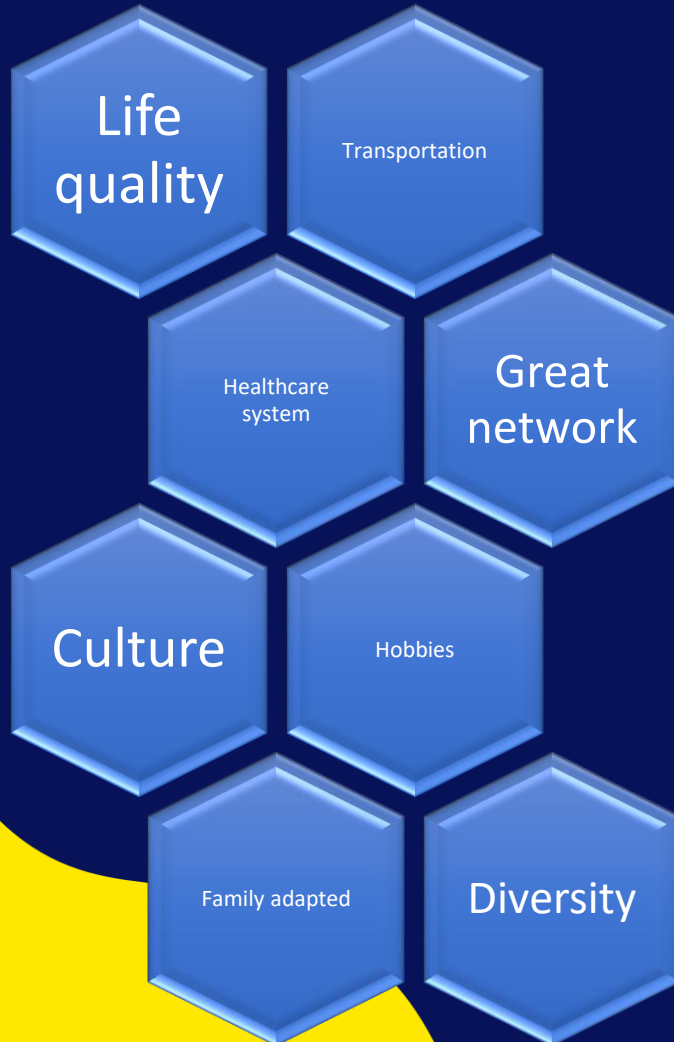 Life
quality
Transportation
Healthcare
system
Great
network
Culture
Hobbies
Family adapted
Diversity